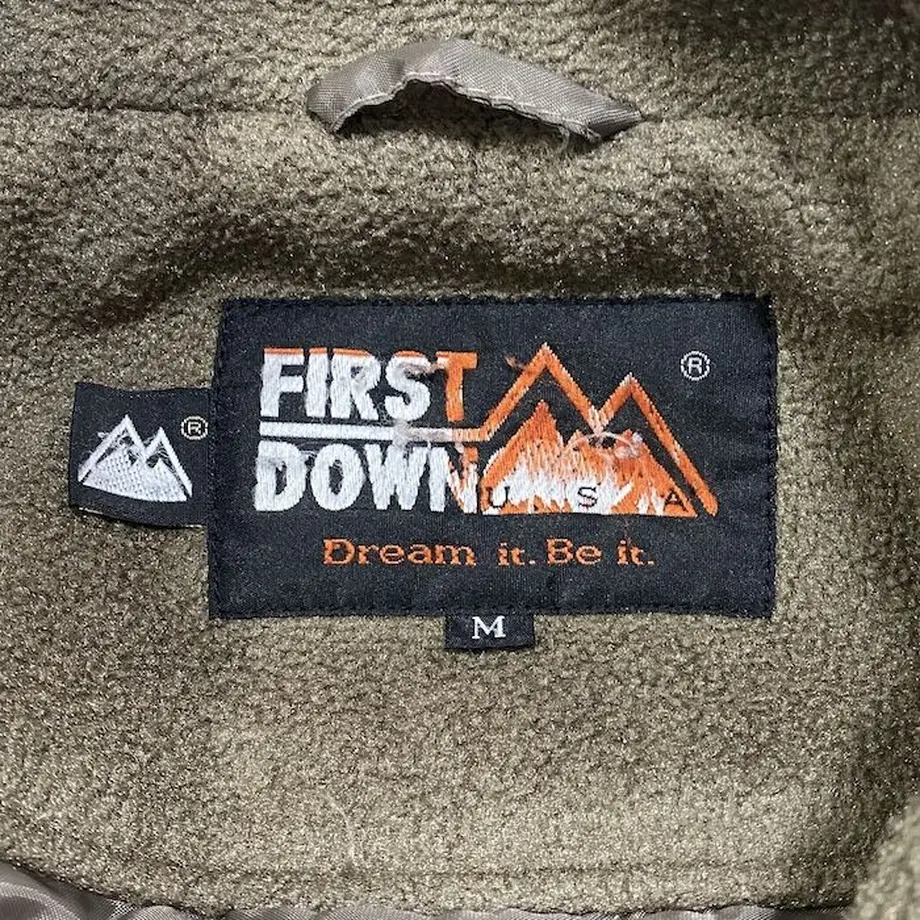 FIRST
DOWN
U S A
®
Dream it. Be it.
®
M